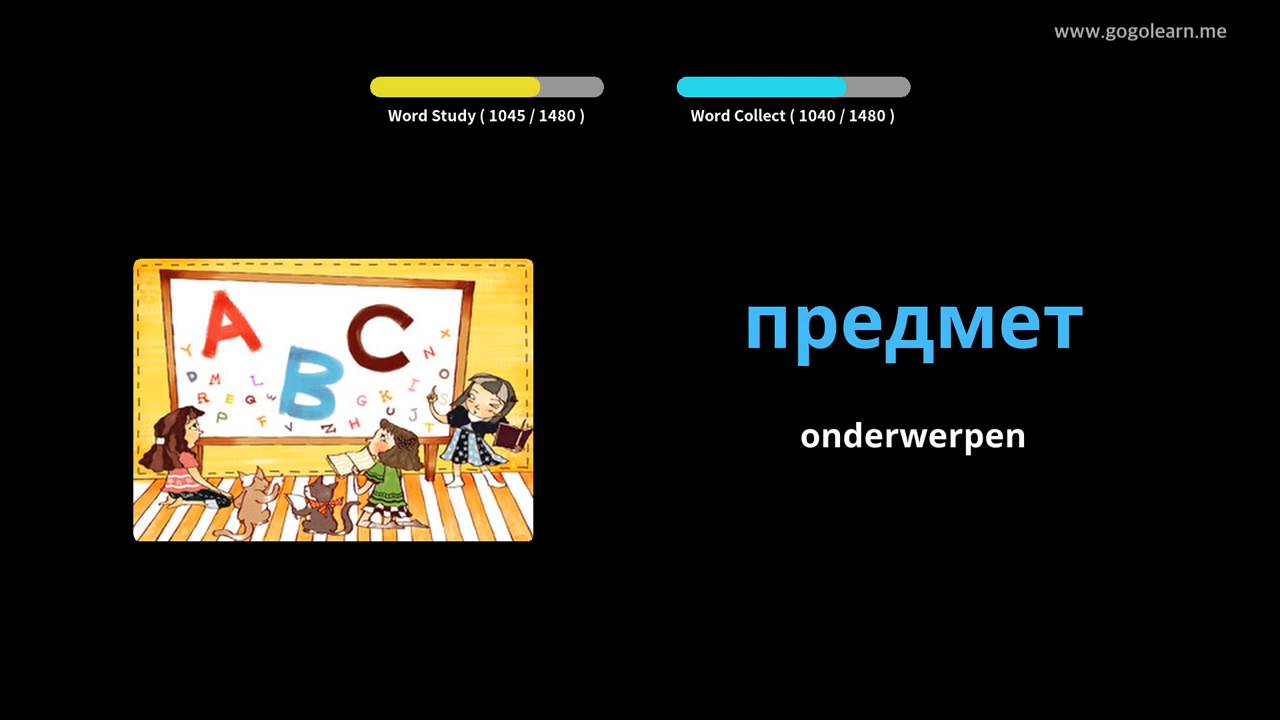 www.gogolearn.me
Word Study ( 1045 / 1480 )
Word Collect ( 1040 / 1480 )
A
B
C
Y
X
N
D
M
L
O
R
E
Q
W
G
K
I
S
P
F
V
Z
H
U
J
T
предмет
onderwerpen